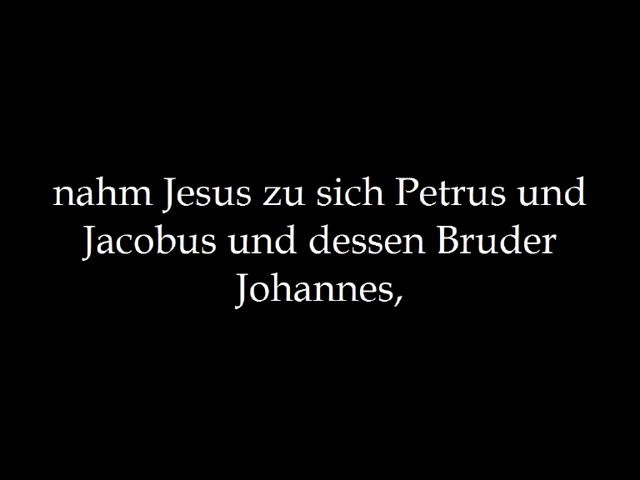 nahm Jesus zu sich Petrus und
Jacobus und dessen Bruder
Johannes,